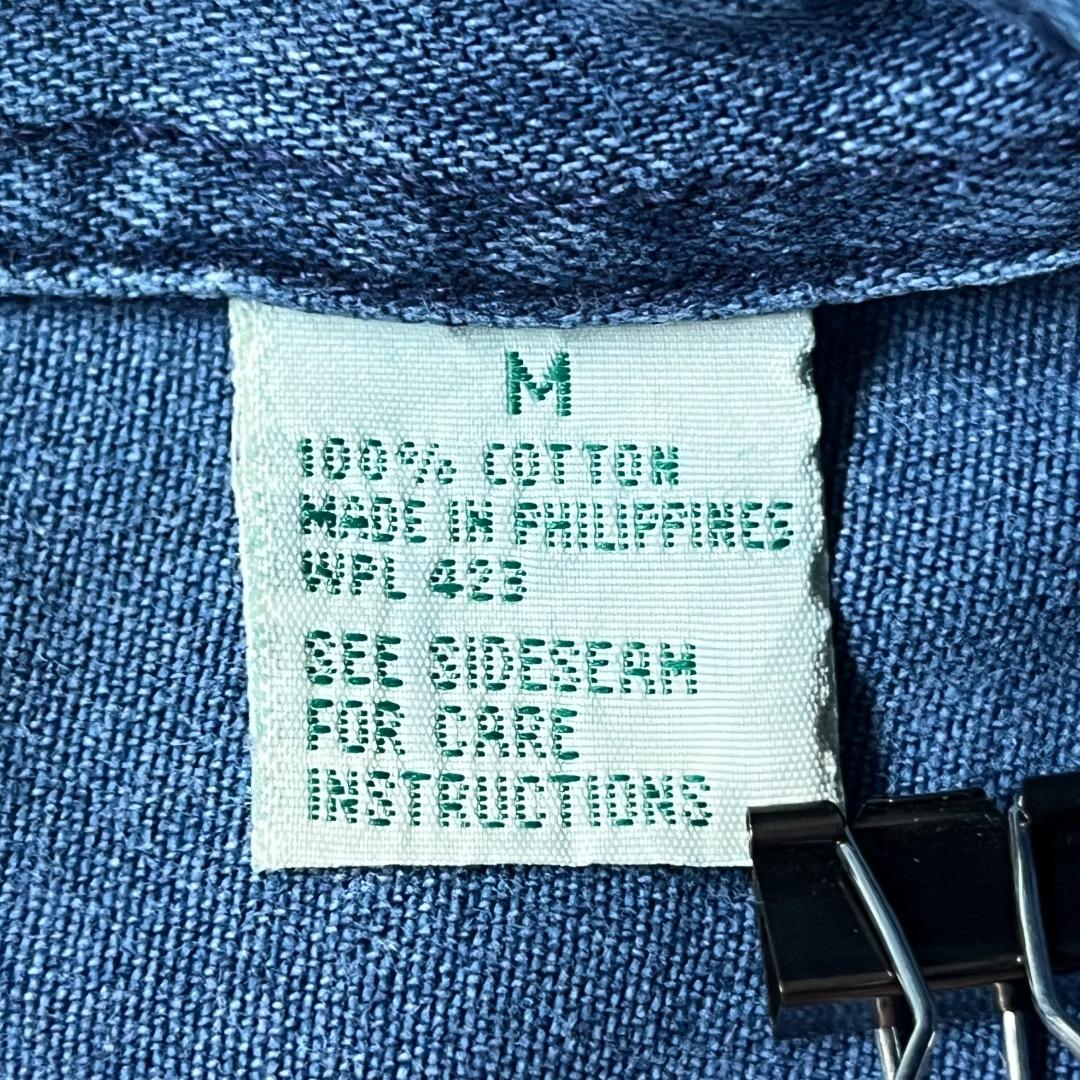 M
100% COTTON
MADE IN PHILIPPINES
WPL 423
SEE SIDESEAM
FOR CARE
INSTRUCTIONS